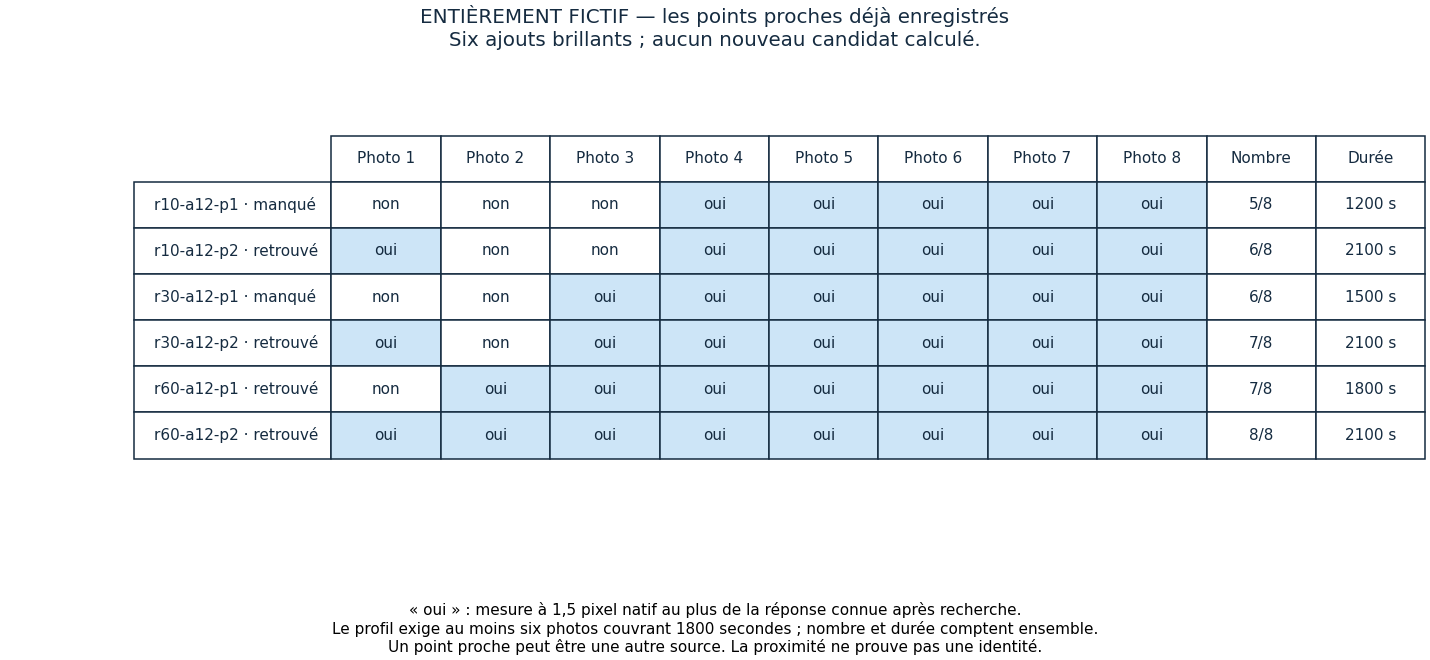 ENTIÈREMENT FICTIF — les points proches déjà enregistrés
Six ajouts brillants ; aucun nouveau candidat calculé.
Photo 1 Photo 2 Photo 3 Photo 4 Photo 5 Photo 6 Photo 7 Photo 8 Nombre Durée
r10-a12-p1 · manqué non non non oui oui oui oui oui 5/8 1200 s
r10-a12-p2 · retrouvé oui non non oui oui oui oui oui 6/8 2100 s
r30-a12-p1 · manqué non non oui oui oui oui oui oui 6/8 1500 s
r30-a12-p2 · retrouvé oui non oui oui oui oui oui oui 7/8 2100 s
r60-a12-p1 · retrouvé non oui oui oui oui oui oui oui 7/8 1800 s
r60-a12-p2 · retrouvé oui oui oui oui oui oui oui oui 8/8 2100 s
« oui » : mesure à 1,5 pixel natif au plus de la réponse connue après recherche.
Le profil exige au moins six photos couvrant 1800 secondes ; nombre et durée comptent ensemble.
Un point proche peut être une autre source. La proximité ne prouve pas une identité.